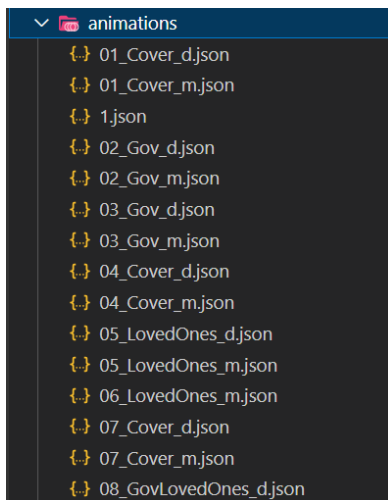 animations
{..} 01_Cover_d.json
{..} 01_Cover_m.json
{..} 1.json
{..} 02_Gov_d.json
{..} 02_Gov_m.json
{..} 03_Gov_d.json
{..} 03_Gov_m.json
{..} 04_Cover_d.json
{..} 04_Cover_m.json
{..} 05_LovedOnes_d.json
{..} 05_LovedOnes_m.json
{..} 06_LovedOnes_m.json
{..} 07_Cover_d.json
{..} 07_Cover_m.json
{..} 08_GovLovedOnes_d.json